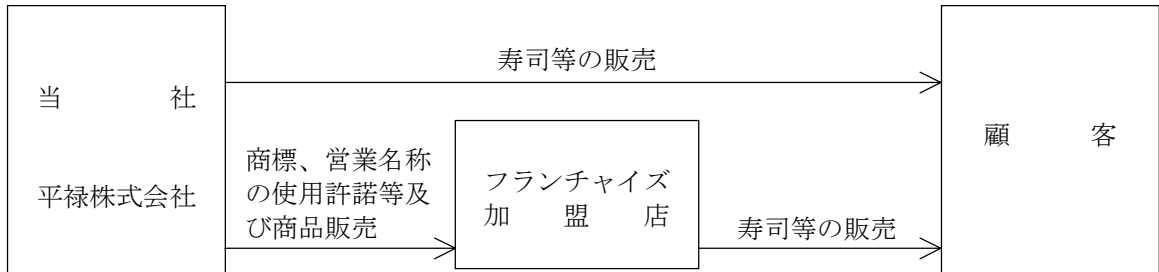 寿司等の販売
当社
平禄株式会社
商標、営業名称
の使用許諾等及
び商品販売
フランチャイズ
加盟店
寿司等の販売
顧客